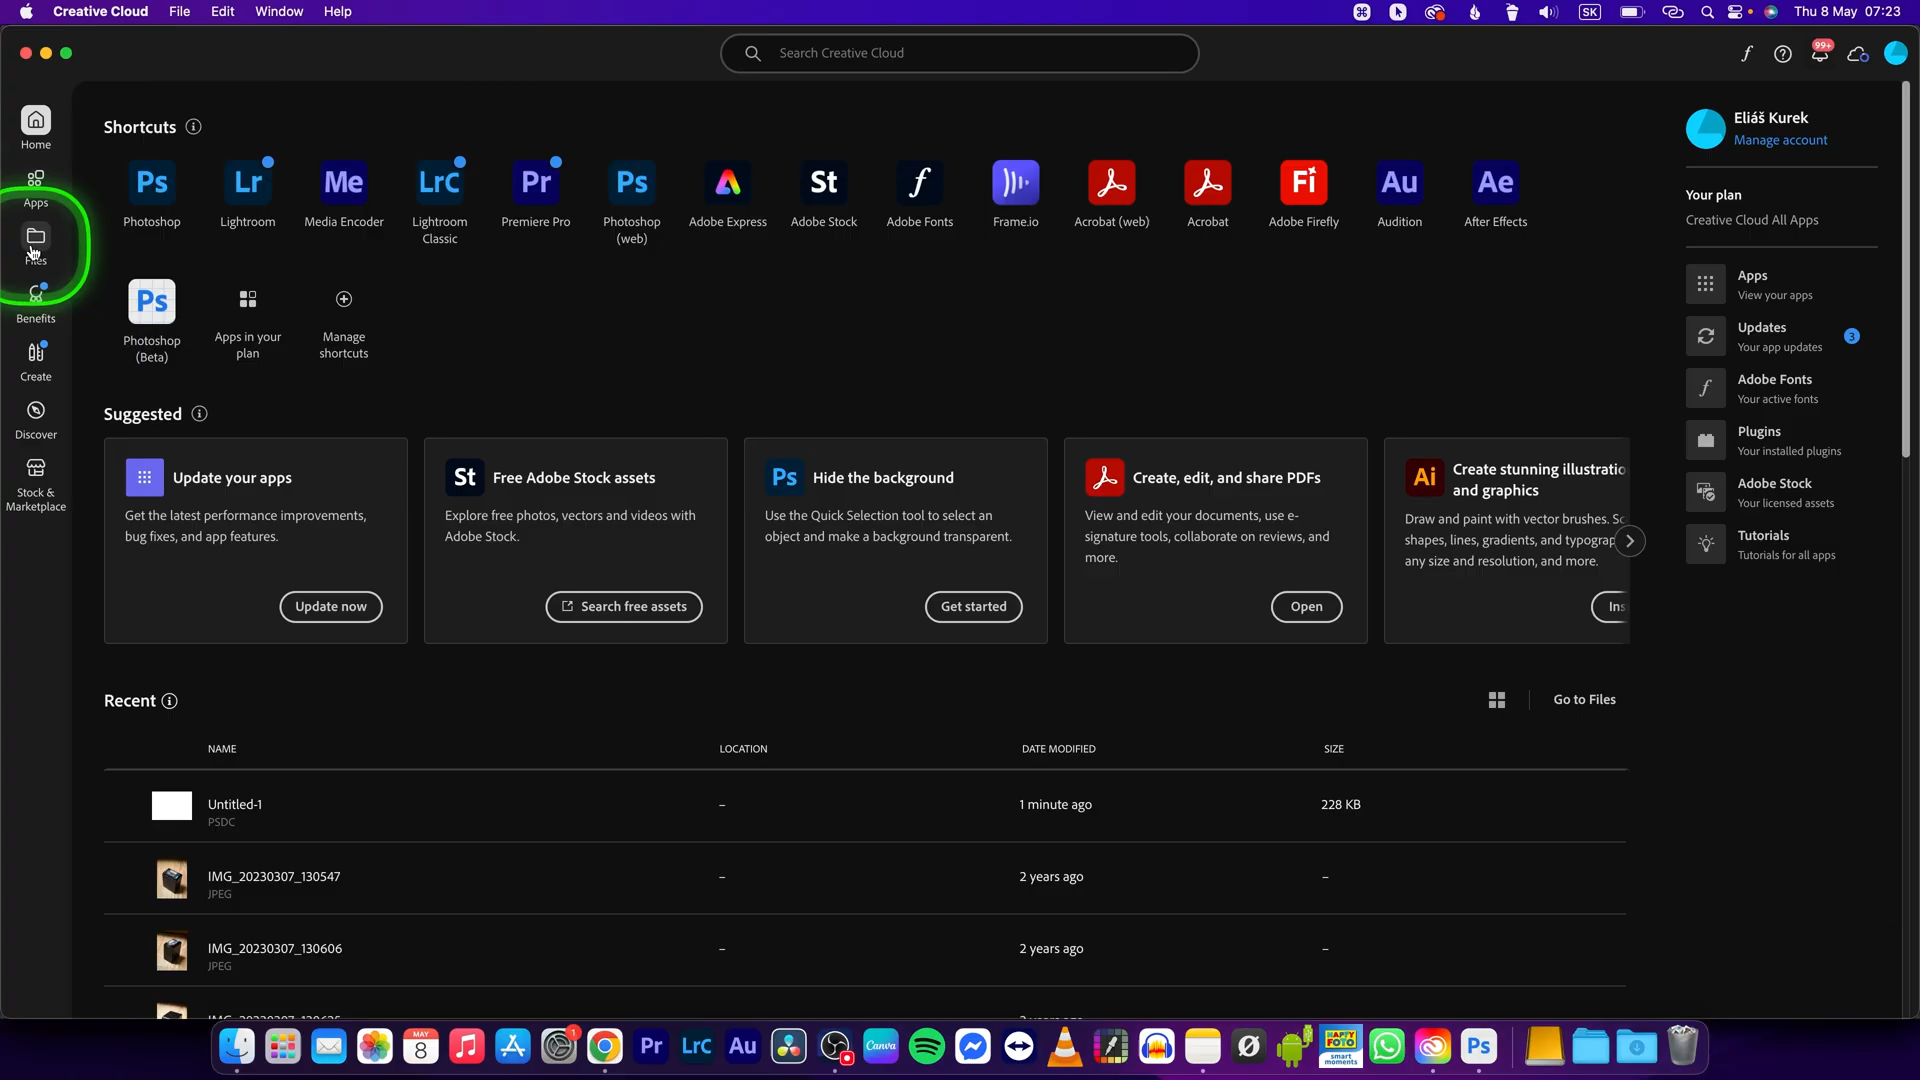 Creative Cloud File Edit Window Help
SK Thu 8 May 07:23
Search Creative Cloud
99+
Home
Apps
Files
Benefits
Create
Discover
Stock &
Marketplace
Shortcuts
Ps Lr Me LrC Pr Ps St f Fi Au Ae
Photoshop Lightroom Media Encoder Lightroom Premiere Pro Photoshop Adobe Express Adobe Stock Adobe Fonts Frame.io Acrobat (web) Acrobat Adobe Firefly Audition After Effects
Classic (web)
Ps
Photoshop Apps in your Manage
(Beta) plan shortcuts
Suggested
Update your apps
Get the latest performance improvements,
bug fixes, and app features.
Update now
St Free Adobe Stock assets
Explore free photos, vectors and videos with
Adobe Stock.
Search free assets
Ps Hide the background
Use the Quick Selection tool to select an
object and make a background transparent.
Get started
Create, edit, and share PDFs
View and edit your documents, use e-
signature tools, collaborate on reviews, and
more.
Open
Ai Create stunning illustratio
and graphics
Draw and paint with vector brushes. Sc
shapes, lines, gradients, and typograp
any size and resolution, and more.
Ins
Recent
Go to Files
NAME LOCATION DATE MODIFIED SIZE
Untitled-1 – 1 minute ago 228 KB
PSDC
IMG_20230307_130547 – 2 years ago –
JPEG
IMG_20230307_130606 – 2 years ago –
JPEG
Eliáš Kurek
Manage account
Your plan
Creative Cloud All Apps
Apps
View your apps
Updates
Your app updates
3
Adobe Fonts
Your active fonts
Plugins
Your installed plugins
Adobe Stock
Your licensed assets
Tutorials
Tutorials for all apps
MAY
8
1
Pr LrC Au
Canva
HAPPY
FOTO
smart
moments
Ps